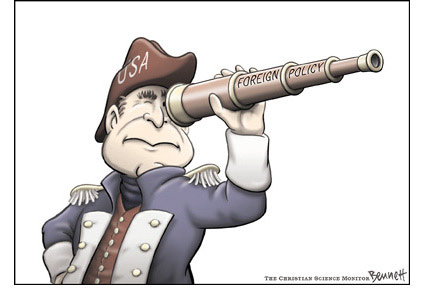 USA
FOREIGN POLICY
THE CHRISTIAN SCIENCE MONITOR Bennett